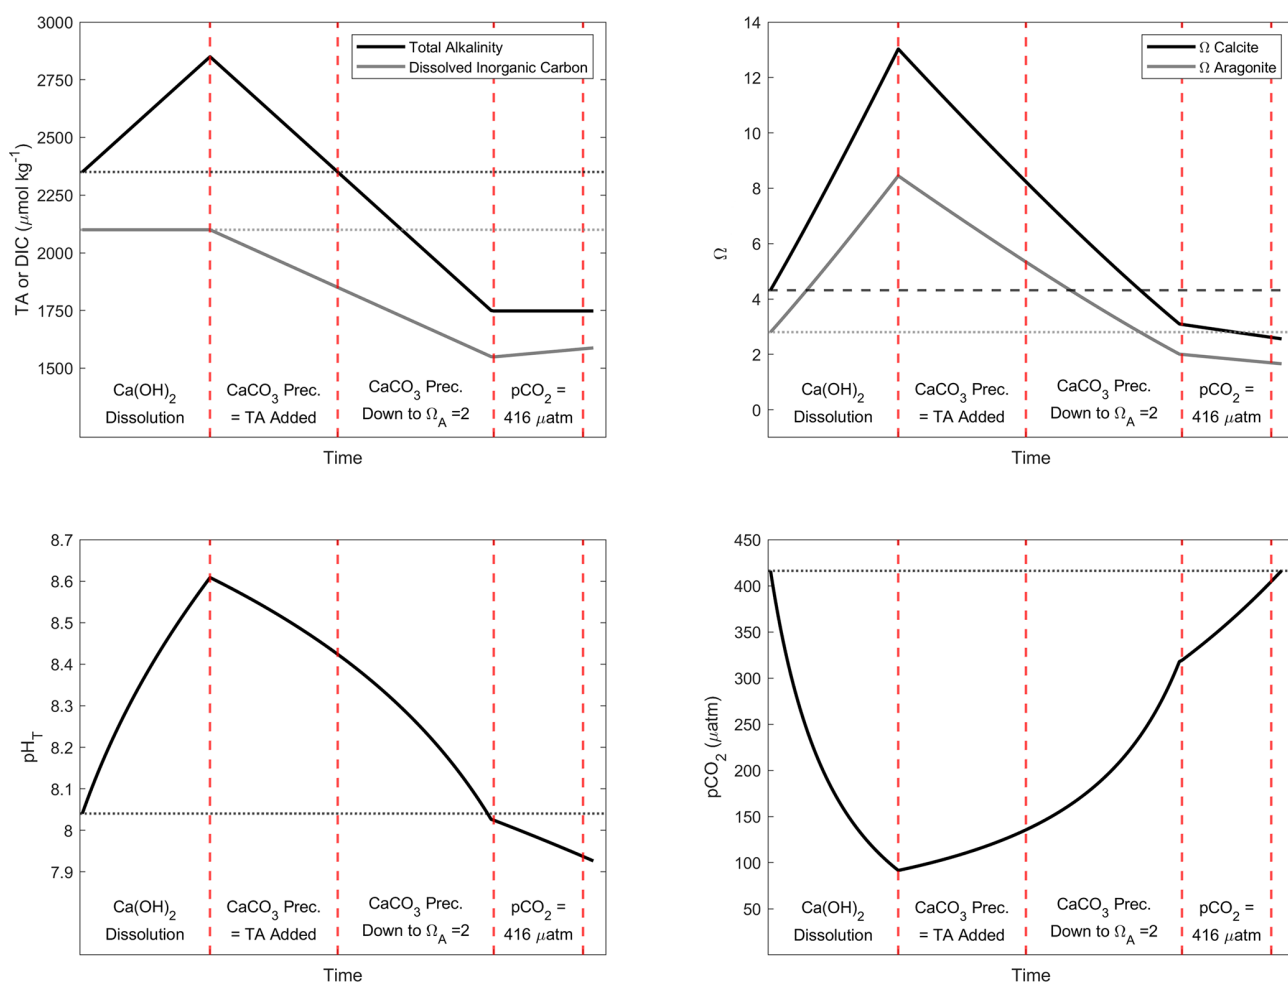 3000
2750
2500
2250
2000
1750
1500
TA or DIC (μmol kg⁻¹)
Total Alkalinity
Dissolved Inorganic Carbon
Ca(OH)₂
Dissolution
CaCO₃ Prec.
= TA Added
CaCO₃ Prec.
Down to Ω_A =2
pCO₂ =
416 μatm
Time
14
12
10
8
6
4
2
0
Ω
Ω Calcite
Ω Aragonite
Ca(OH)₂
Dissolution
CaCO₃ Prec.
= TA Added
CaCO₃ Prec.
Down to Ω_A =2
pCO₂ =
416 μatm
Time
8.7
8.6
8.5
8.4
8.3
8.2
8.1
8
7.9
pH_T
Ca(OH)₂
Dissolution
CaCO₃ Prec.
= TA Added
CaCO₃ Prec.
Down to Ω_A =2
pCO₂ =
416 μatm
Time
450
400
350
300
250
200
150
100
50
pCO₂ (μatm)
Ca(OH)₂
Dissolution
CaCO₃ Prec.
= TA Added
CaCO₃ Prec.
Down to Ω_A =2
pCO₂ =
416 μatm
Time